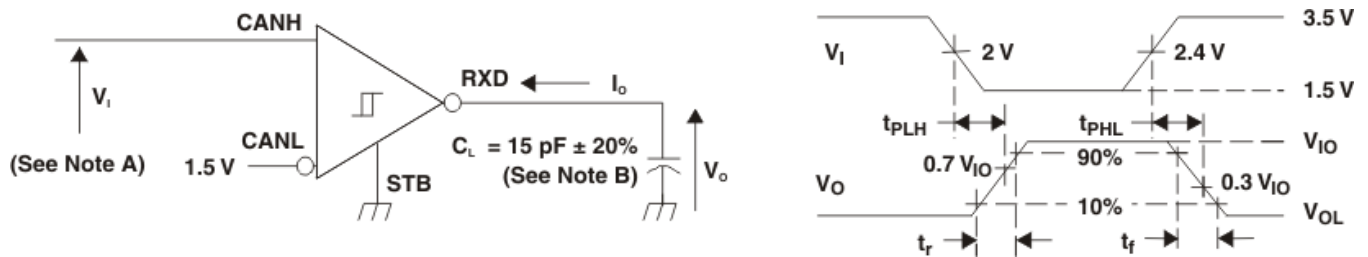 CANH
RXD
I_O
V_I
CANL
(See Note A)
1.5 V
C_L = 15 pF ± 20%
(See Note B)
STB
V_O
3.5 V
V_I
2 V
2.4 V
1.5 V
t_PLH
t_PHL
V_IO
0.7 V_IO
90%
0.3 V_IO
V_O
10%
V_OL
t_r
t_f